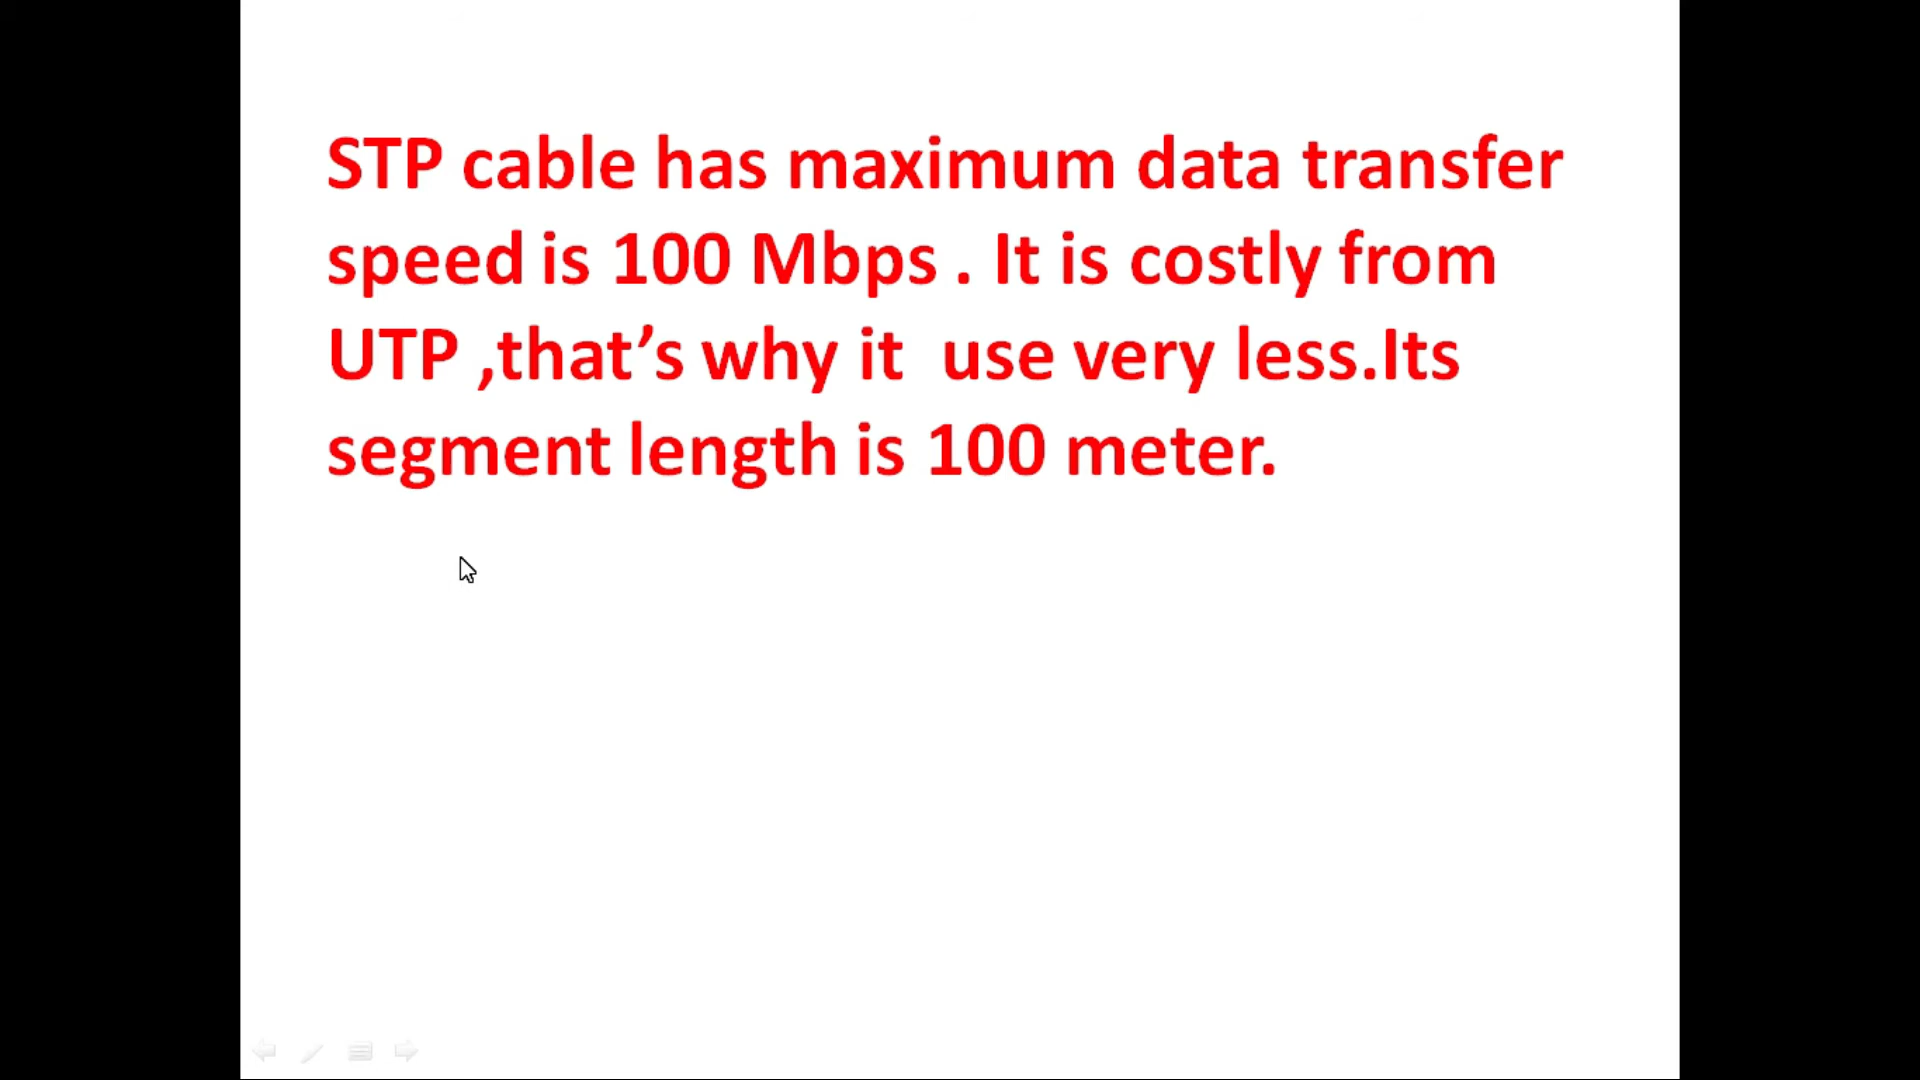 STP cable has maximum data transfer
speed is 100 Mbps . It is costly from
UTP ,that’s why it  use very less.Its
segment length is 100 meter.